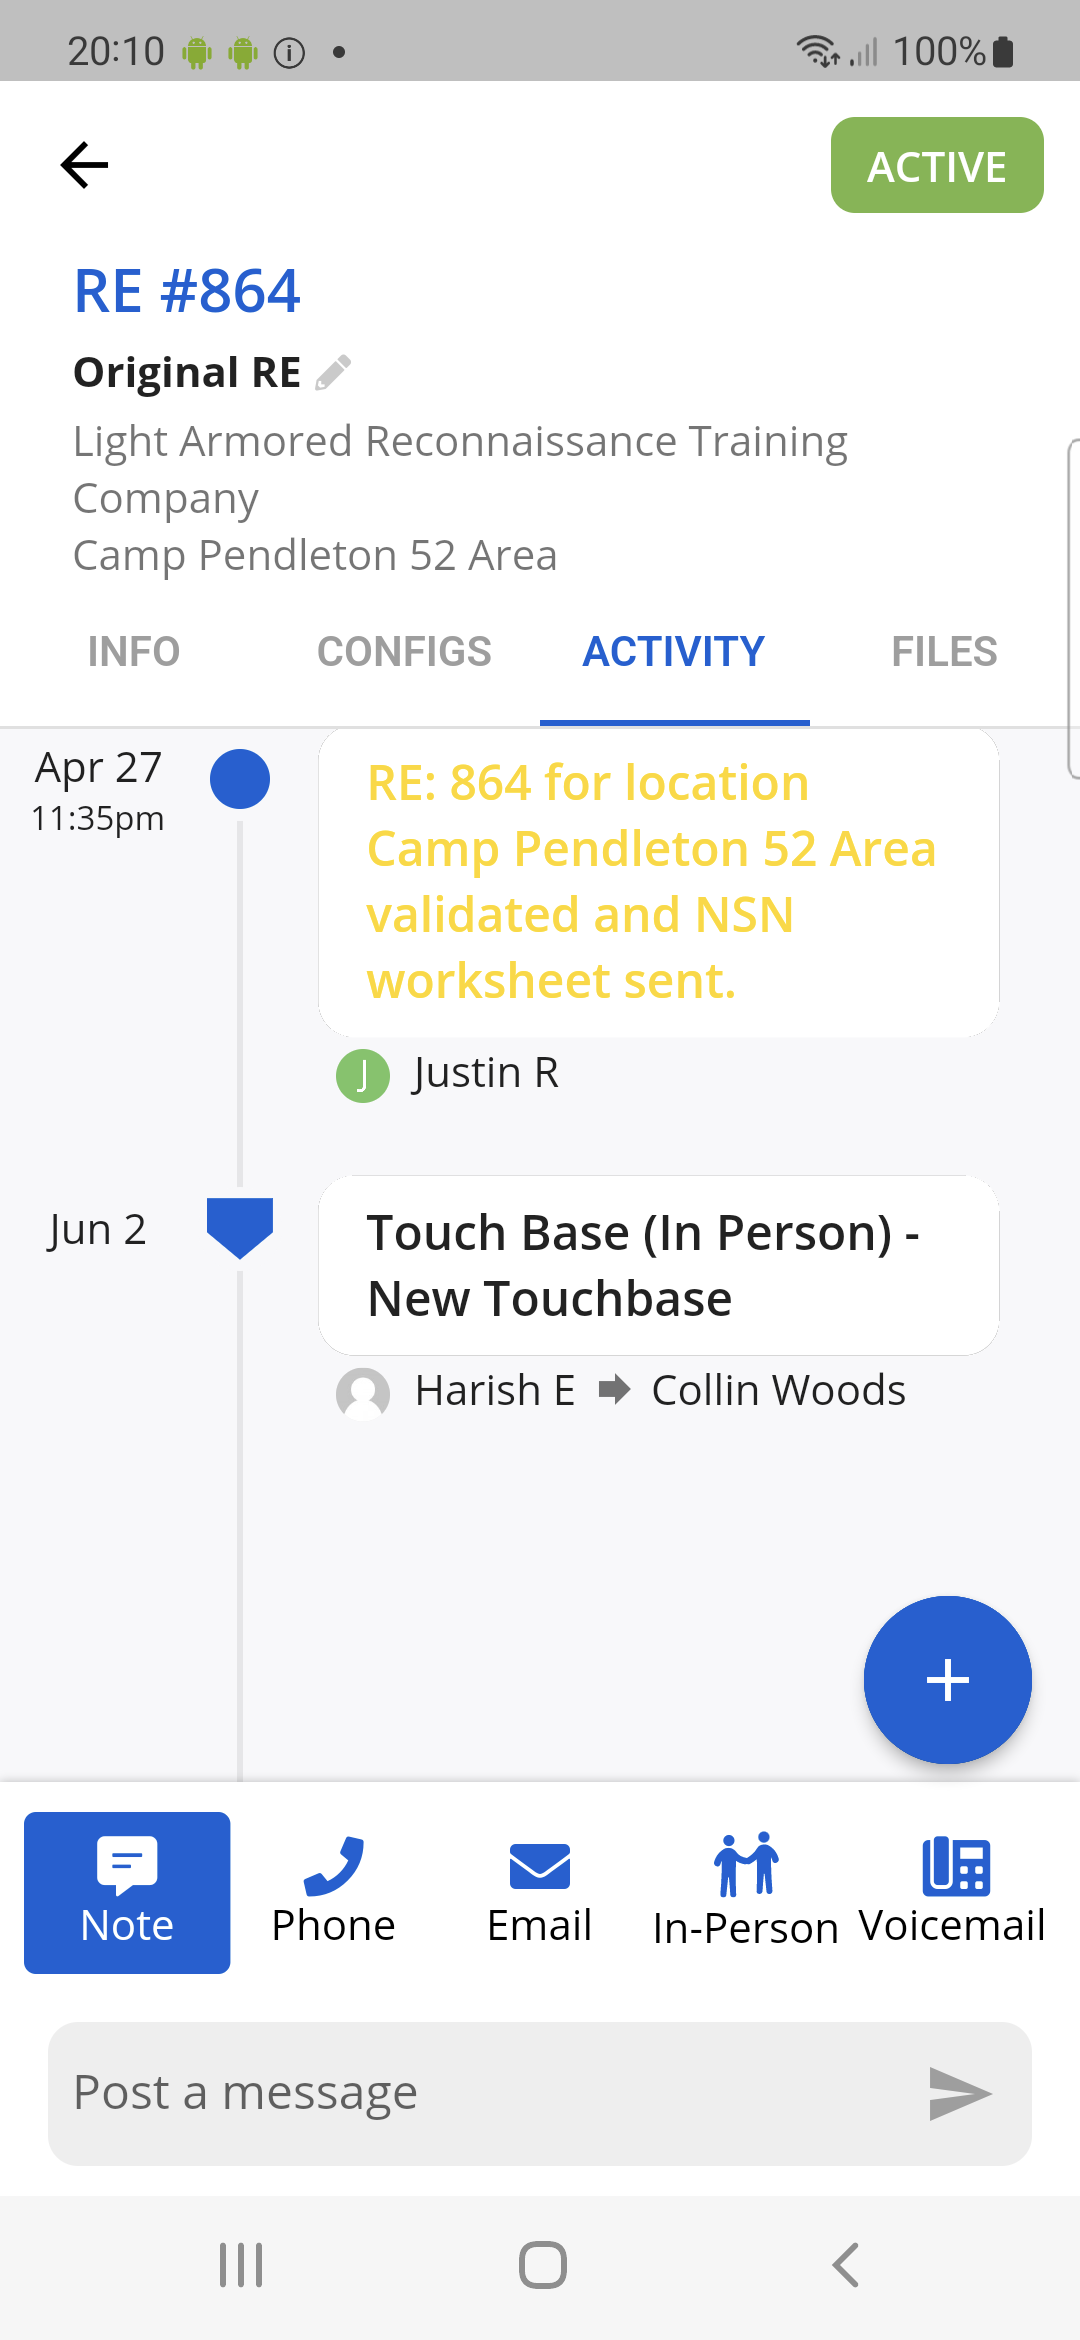 20:10
100%
ACTIVE
RE #864
Original RE
Light Armored Reconnaissance Training
Company
Camp Pendleton 52 Area
INFO CONFIGS ACTIVITY FILES
Apr 27
11:35pm
RE: 864 for location
Camp Pendleton 52 Area
validated and NSN
worksheet sent.
J Justin R
Jun 2
Touch Base (In Person) -
New Touchbase
Harish E Collin Woods
Note Phone Email In-Person Voicemail
Post a message